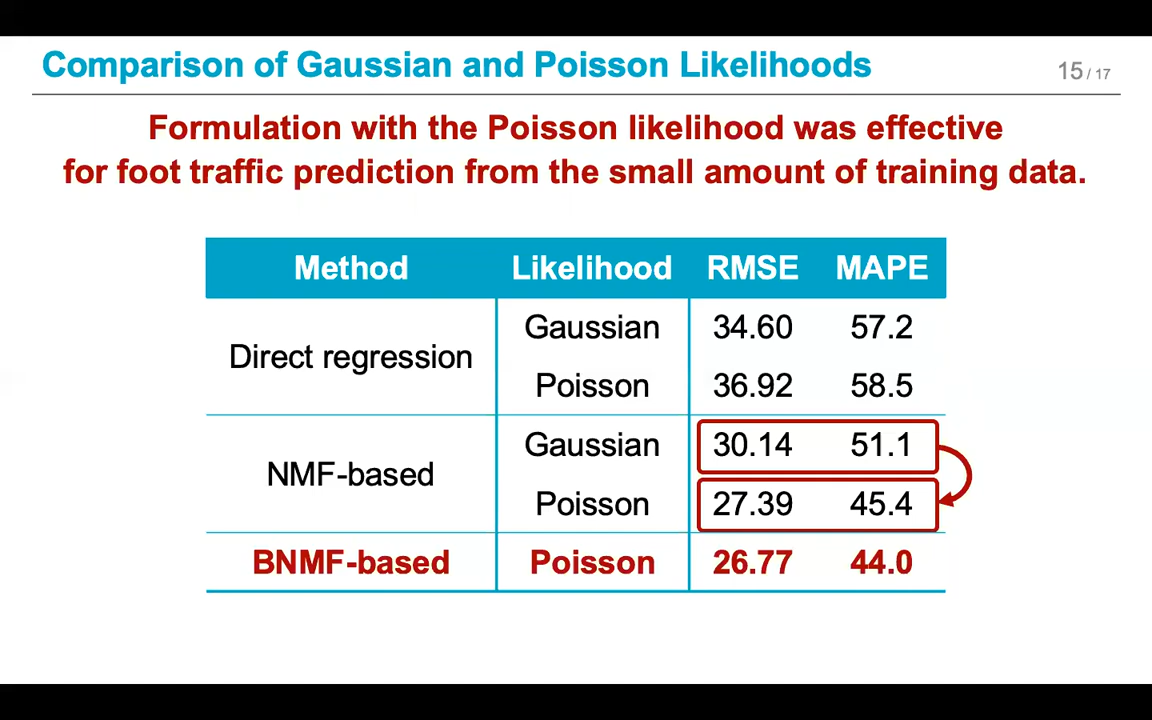 Comparison of Gaussian and Poisson Likelihoods
15 / 17
Formulation with the Poisson likelihood was effective
for foot traffic prediction from the small amount of training data.
Method Likelihood RMSE MAPE
Direct regression
Gaussian 34.60 57.2
Poisson 36.92 58.5
NMF-based
Gaussian 30.14 51.1
Poisson 27.39 45.4
BNMF-based Poisson 26.77 44.0